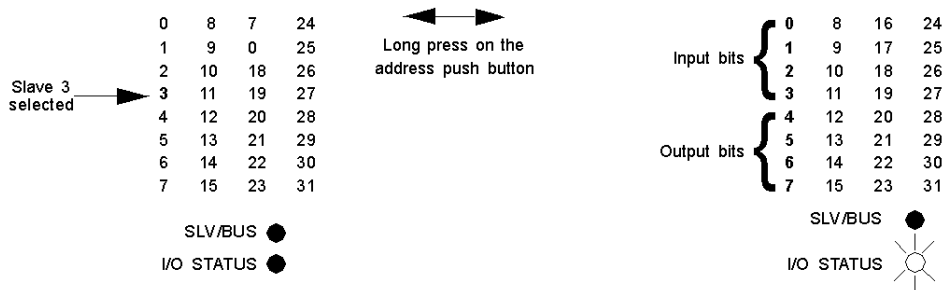 0 8 7 24
1 9 0 25
2 10 18 26
3 11 19 27
4 12 20 28
5 13 21 29
6 14 22 30
7 15 23 31
Slave 3
selected
SLV/BUS
I/O STATUS
Long press on the
address push button
Input bits
Output bits
0 8 16 24
1 9 17 25
2 10 18 26
3 11 19 27
4 12 20 28
5 13 21 29
6 14 22 30
7 15 23 31
SLV/BUS
I/O STATUS